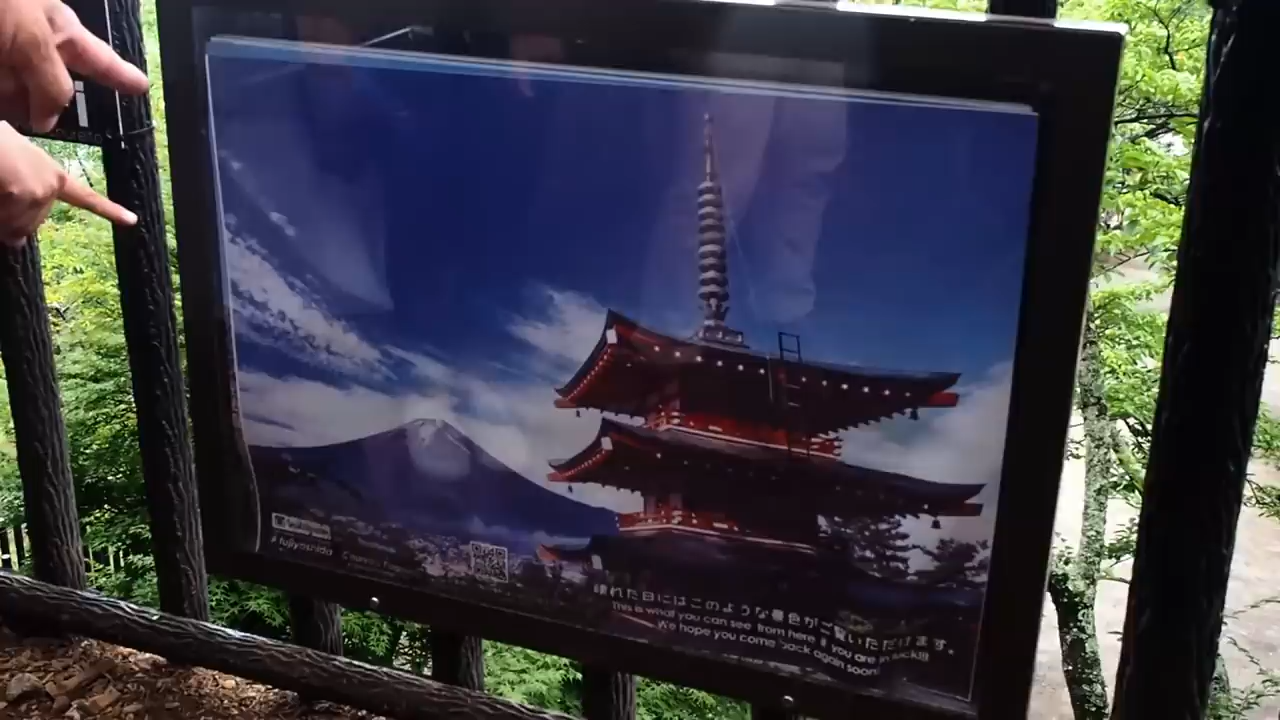 #fujiyoshida
晴れた日にはこのような景色がご覧いただけます。
This is what you can see from here if you are in luck!!!
We hope you come back again soon!